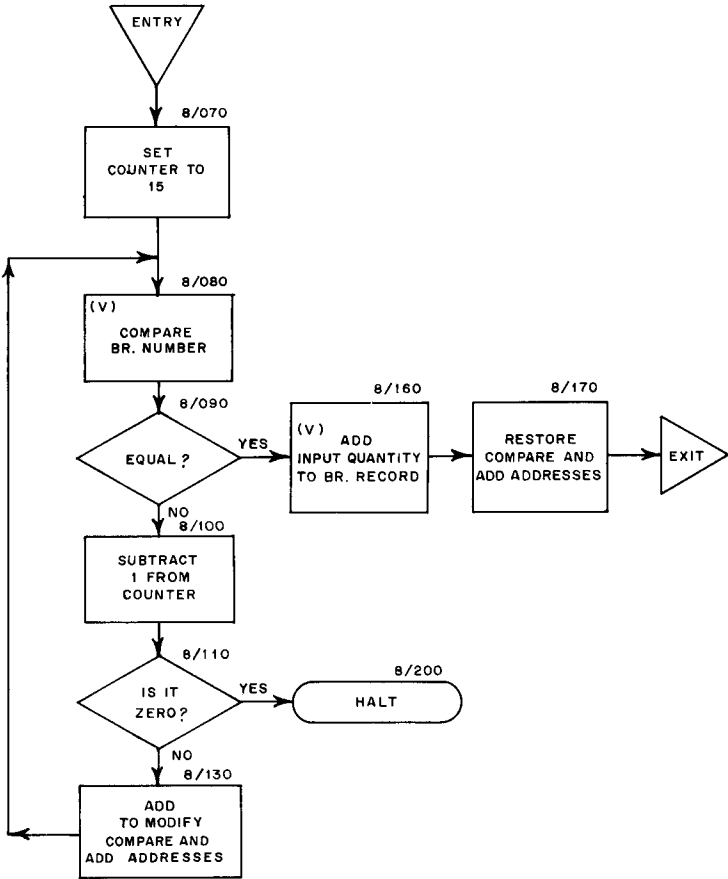 ENTRY
8/070
SET
COUNTER TO
15
8/080
(V)
COMPARE
BR. NUMBER
8/090
EQUAL?
YES
8/160
(V)
ADD
INPUT QUANTITY
TO BR. RECORD
8/170
RESTORE
COMPARE AND
ADD ADDRESSES
EXIT
NO
8/100
SUBTRACT
1 FROM
COUNTER
8/110
IS IT
ZERO?
YES
8/200
HALT
NO
8/130
ADD
TO MODIFY
COMPARE AND
ADD ADDRESSES